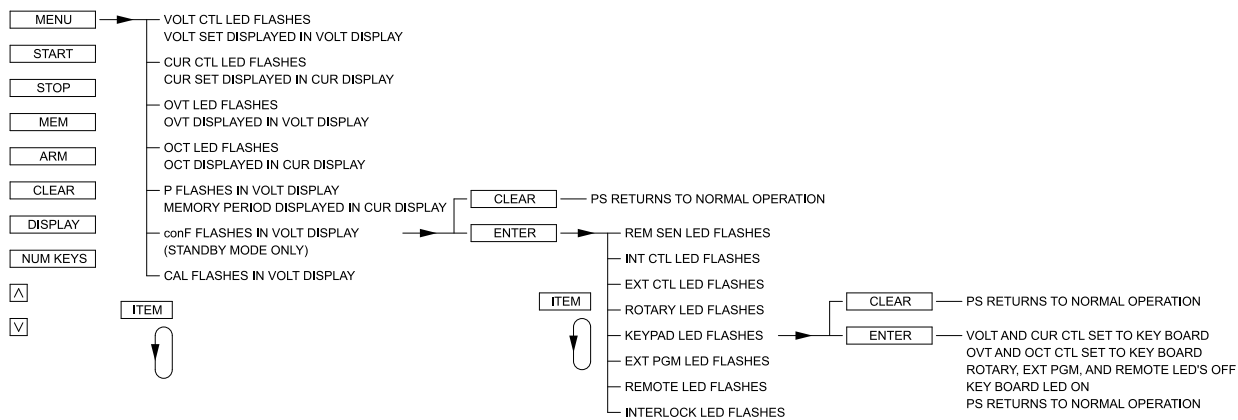 MENU
START
STOP
MEM
ARM
CLEAR
DISPLAY
NUM KEYS
VOLT CTL LED FLASHES
VOLT SET DISPLAYED IN VOLT DISPLAY
CUR CTL LED FLASHES
CUR SET DISPLAYED IN CUR DISPLAY
OVT LED FLASHES
OVT DISPLAYED IN VOLT DISPLAY
OCT LED FLASHES
OCT DISPLAYED IN CUR DISPLAY
P FLASHES IN VOLT DISPLAY
MEMORY PERIOD DISPLAYED IN CUR DISPLAY
conF FLASHES IN VOLT DISPLAY
(STANDBY MODE ONLY)
CAL FLASHES IN VOLT DISPLAY
ITEM
CLEAR
PS RETURNS TO NORMAL OPERATION
ENTER
REM SEN LED FLASHES
INT CTL LED FLASHES
EXT CTL LED FLASHES
ROTARY LED FLASHES
KEYPAD LED FLASHES
EXT PGM LED FLASHES
REMOTE LED FLASHES
INTERLOCK LED FLASHES
ITEM
CLEAR
PS RETURNS TO NORMAL OPERATION
ENTER
VOLT AND CUR CTL SET TO KEY BOARD
OVT AND OCT CTL SET TO KEY BOARD
ROTARY, EXT PGM, AND REMOTE LED'S OFF
KEY BOARD LED ON
PS RETURNS TO NORMAL OPERATION